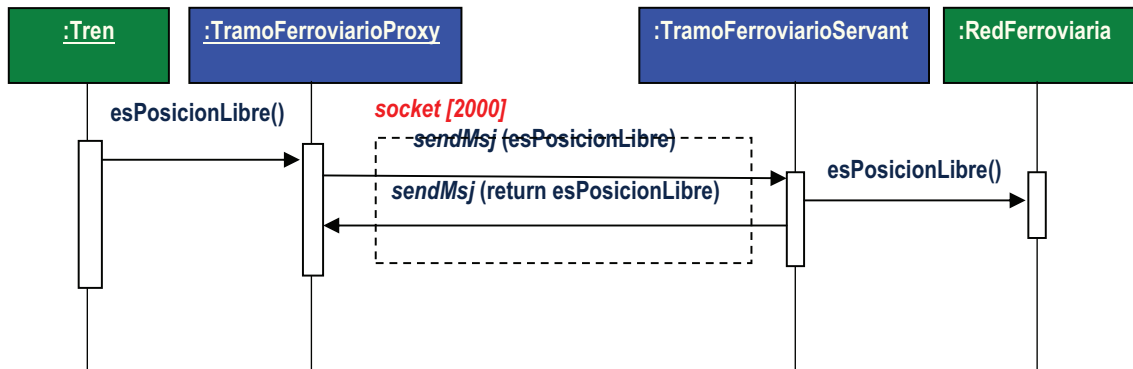 :Tren
:TramoFerroviarioProxy
:TramoFerroviarioServant
:RedFerroviaria
esPosicionLibre()
socket [2000]
sendMsj (esPosicionLibre)
esPosicionLibre()
sendMsj (return esPosicionLibre)